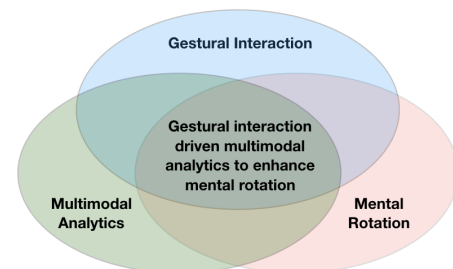 Gestural Interaction
Gestural interaction
driven multimodal
analytics to enhance
mental rotation
Multimodal
Analytics
Mental
Rotation